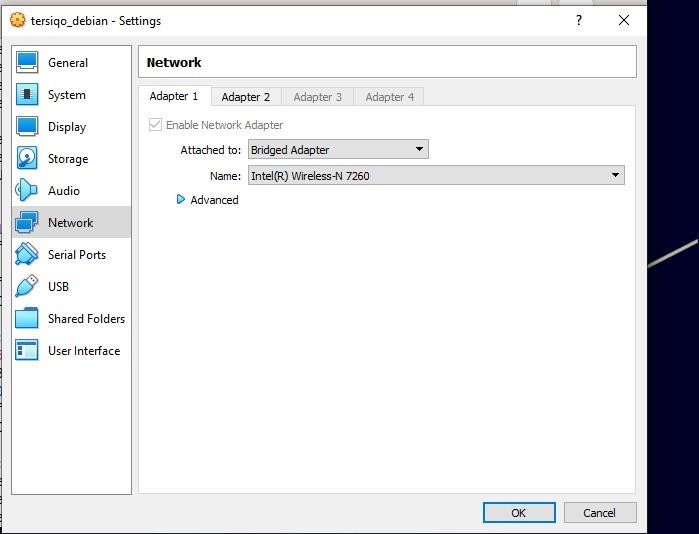 tersiqo_debian - Settings
?
General
System
Display
Storage
Audio
Network
Serial Ports
USB
Shared Folders
User Interface
Network
Adapter 1 Adapter 2 Adapter 3 Adapter 4
Enable Network Adapter
Attached to: Bridged Adapter
Name: Intel(R) Wireless-N 7260
Advanced
OK Cancel